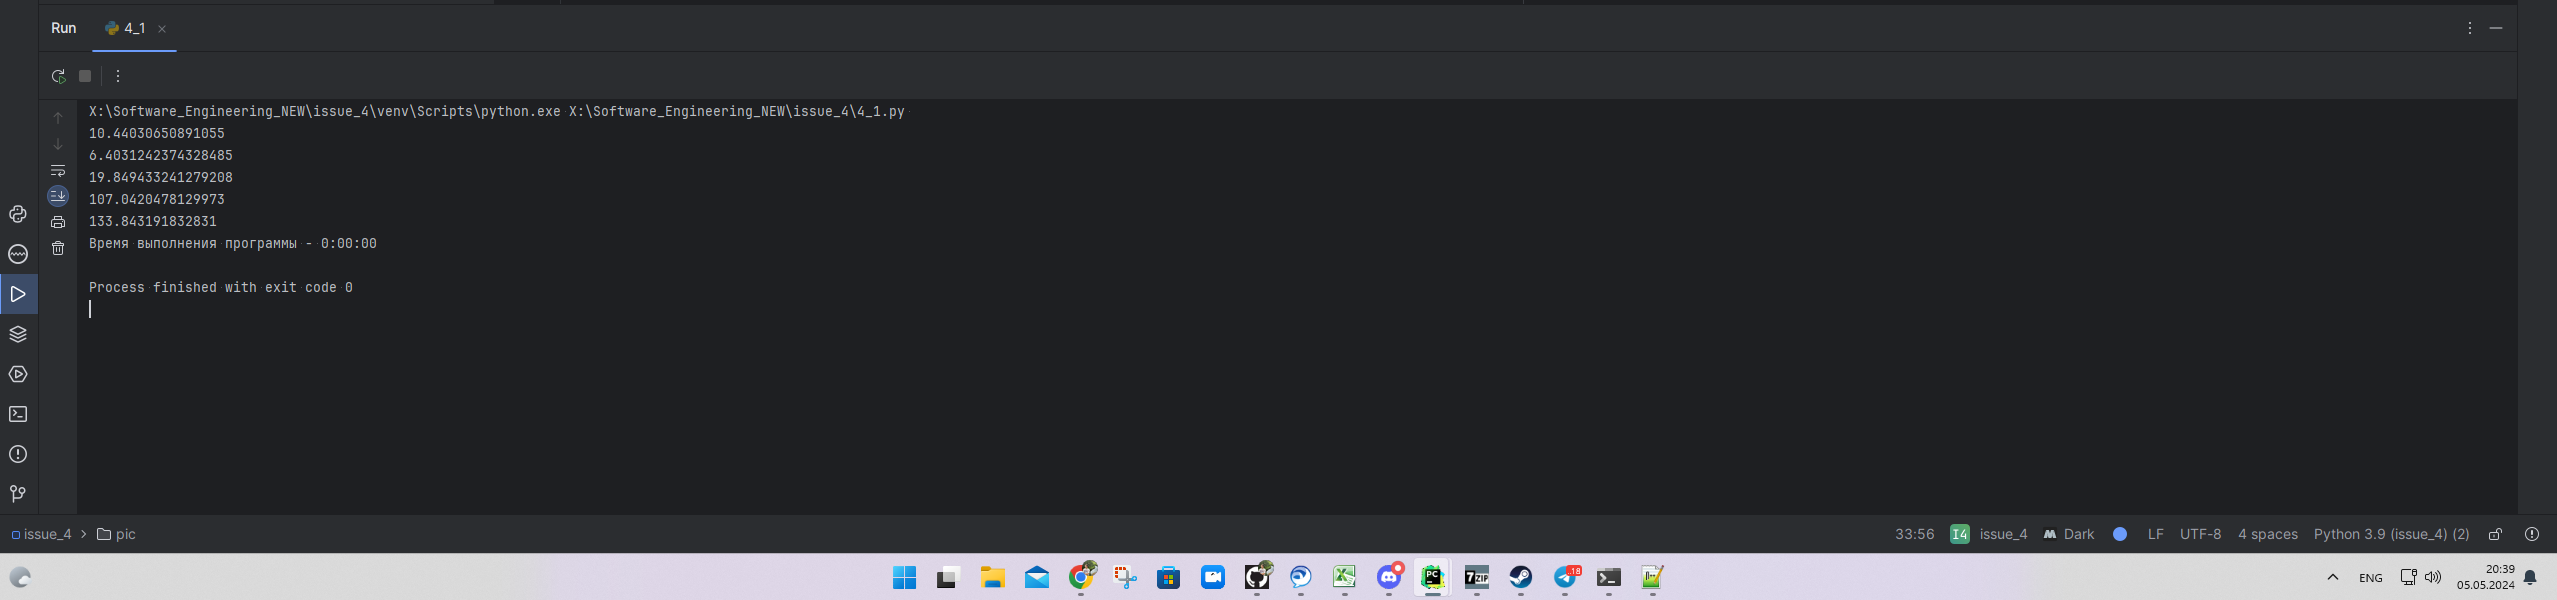 Run 4_1
X:\Software_Engineering_NEW\issue_4\venv\Scripts\python.exe X:\Software_Engineering_NEW\issue_4\4_1.py
10.44030650891055
6.4031242374328485
19.849433241279208
107.0420478129973
133.843191832831
Время выполнения программы - 0:00:00
Process finished with exit code 0
issue_4 > pic 33:56 I4 issue_4 M Dark LF UTF-8 4 spaces Python 3.9 (issue_4) (2)
PC 7ZIP 18 ENG 20:39
05.05.2024